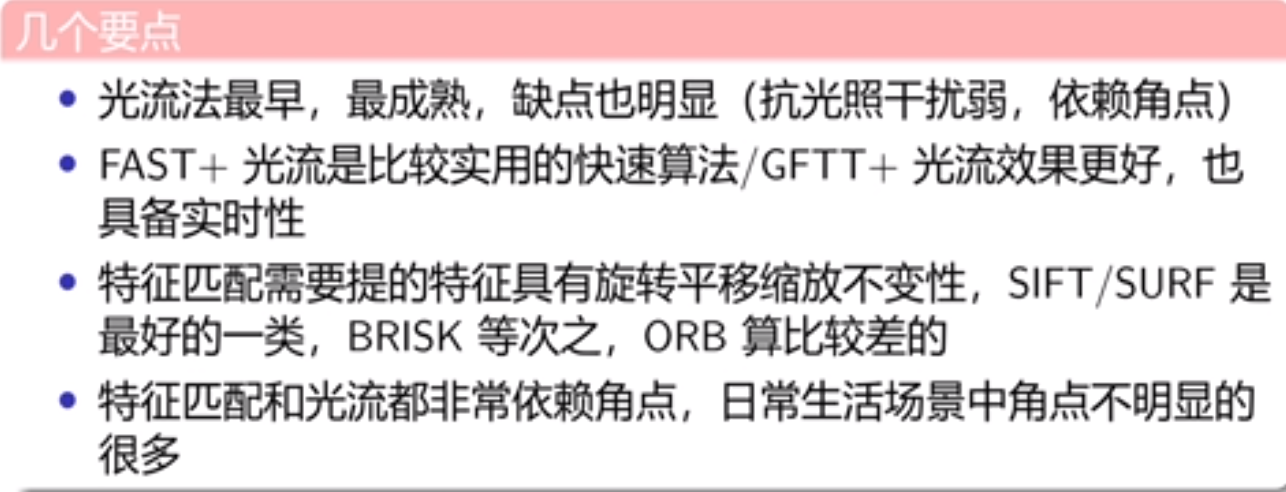 几个要点
• 光流法最早，最成熟，缺点也明显（抗光照干扰弱，依赖角点）
• FAST+ 光流是比较实用的快速算法/GFTT+ 光流效果更好，也
具备实时性
• 特征匹配需要提的特征具有旋转平移缩放不变性，SIFT/SURF 是
最好的一类，BRISK 等次之，ORB 算比较差的
• 特征匹配和光流都非常依赖角点，日常生活场景中角点不明显的
很多